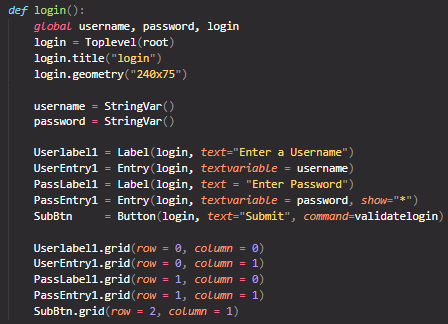 def login():
    global username, password, login
    login = Toplevel(root)
    login.title("login")
    login.geometry("240x75")

    username = StringVar()
    password = StringVar()

    Userlabel1 = Label(login, text="Enter a Username")
    UserEntry1 = Entry(login, textvariable = username)
    PassLabel1 = Label(login, text = "Enter Password")
    PassEntry1 = Entry(login, textvariable = password, show="*")
    SubBtn     = Button(login, text="Submit", command=validatelogin)

    Userlabel1.grid(row = 0, column = 0)
    UserEntry1.grid(row = 0, column = 1)
    PassLabel1.grid(row = 1, column = 0)
    PassEntry1.grid(row = 1, column = 1)
    SubBtn.grid(row = 2, column = 1)